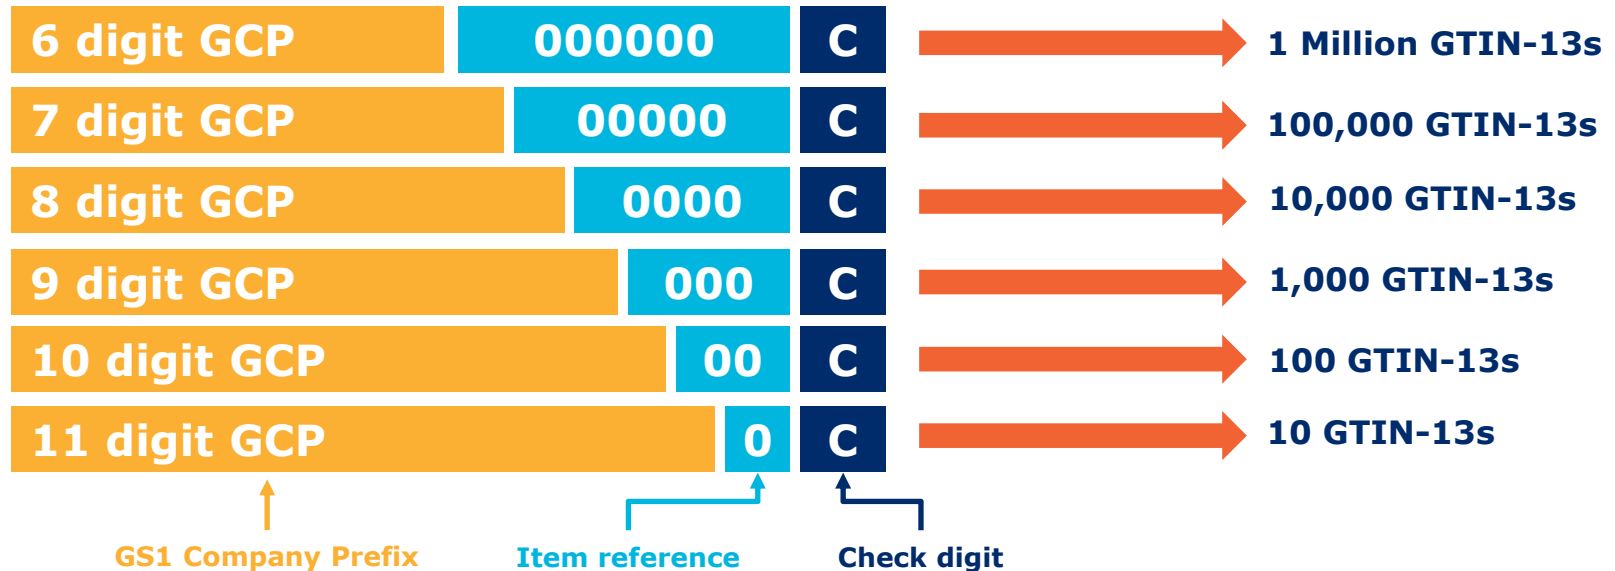 6 digit GCP 000000 C 1 Million GTIN-13s
7 digit GCP 00000 C 100,000 GTIN-13s
8 digit GCP 0000 C 10,000 GTIN-13s
9 digit GCP 000 C 1,000 GTIN-13s
10 digit GCP 00 C 100 GTIN-13s
11 digit GCP 0 C 10 GTIN-13s
GS1 Company Prefix Item reference Check digit